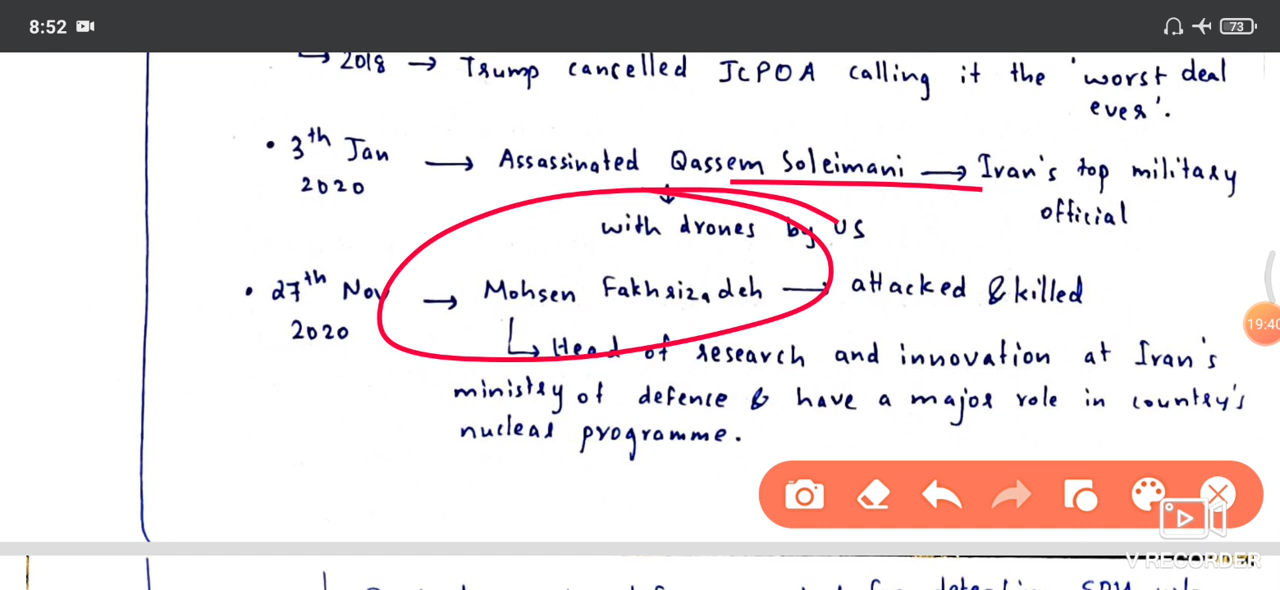 8:52
73
2018 → Trump cancelled JCPOA calling it the 'worst deal
ever'.
• 3th Jan → Assassinated Qassem Soleimani → Iran's top military
2020
official
with drones by US
• 27th Nov → Mohsen Fakhrizadeh → attacked & killed
2020
Head of research and innovation at Iran's
19:40
ministry of defence & have a major role in country's
nuclear programme.
V RECORDER